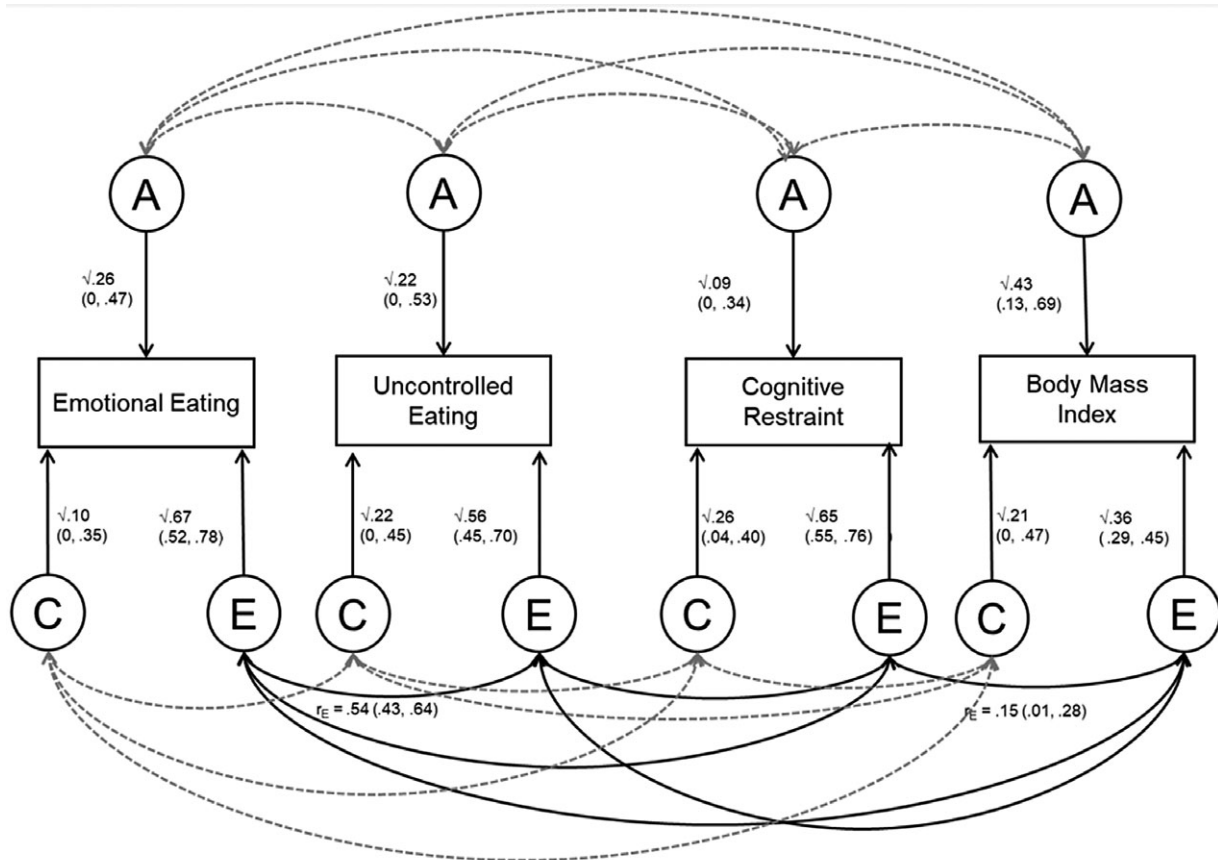 A
A
A
A
√.26
(0, .47)
√.22
(0, .53)
√.09
(0, .34)
√.43
(.13, .69)
Emotional Eating
Uncontrolled
Eating
Cognitive
Restraint
Body Mass
Index
√.10
(0, .35)
√.67
(.52, .78)
√.22
(0, .45)
√.56
(.45, .70)
√.26
(.04, .40)
√.65
(.55, .76)
√.21
(0, .47)
√.36
(.29, .45)
C
E
C
E
C
E
C
E
rE = .54 (.43, .64)
rE = .15 (.01, .28)